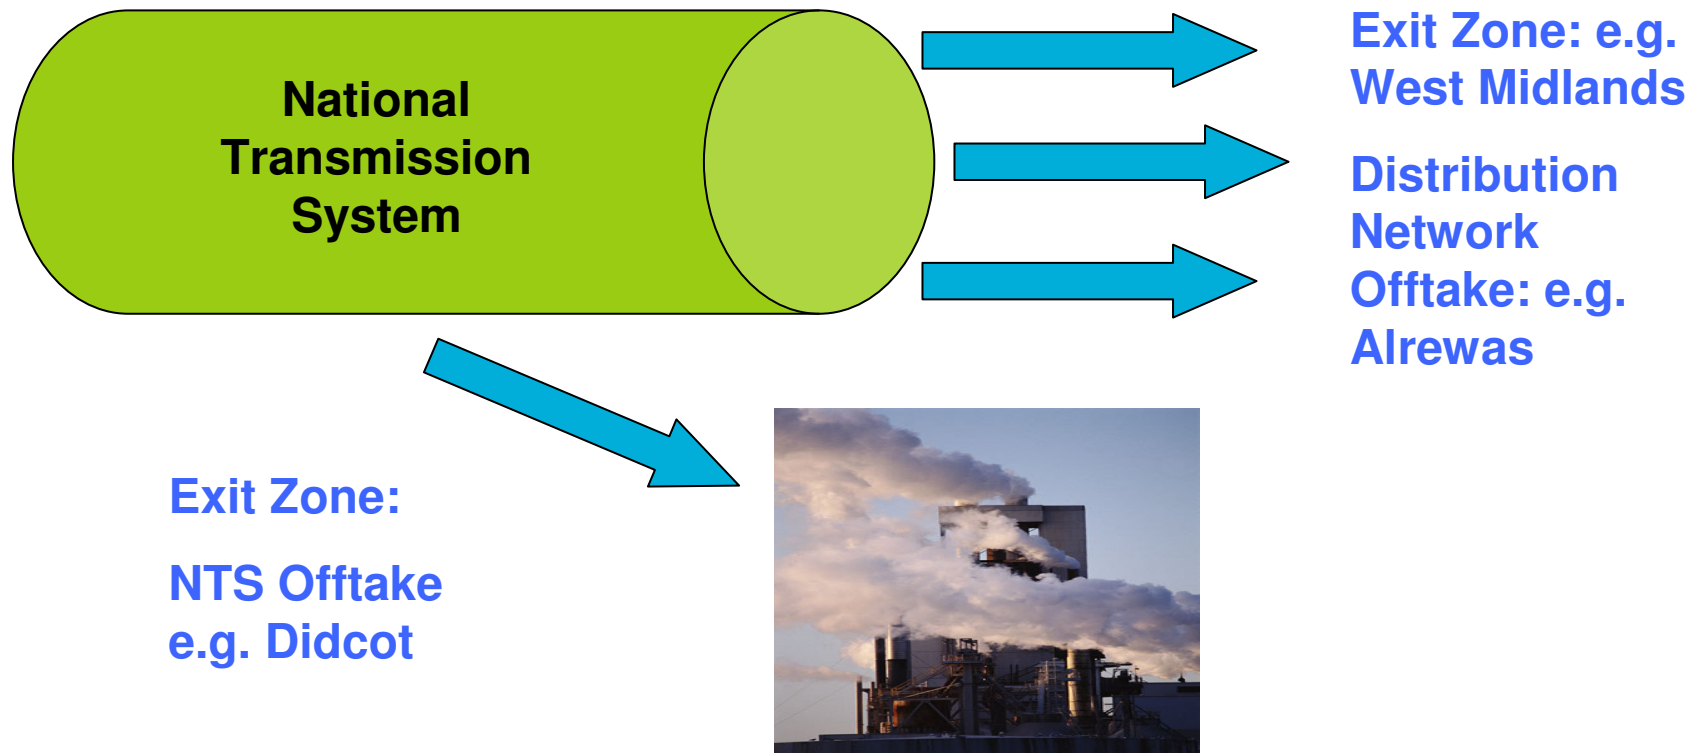 National
Transmission
System
Exit Zone: e.g.
West Midlands
Distribution
Network
Offtake: e.g.
Alrewas
Exit Zone:
NTS Offtake
e.g. Didcot